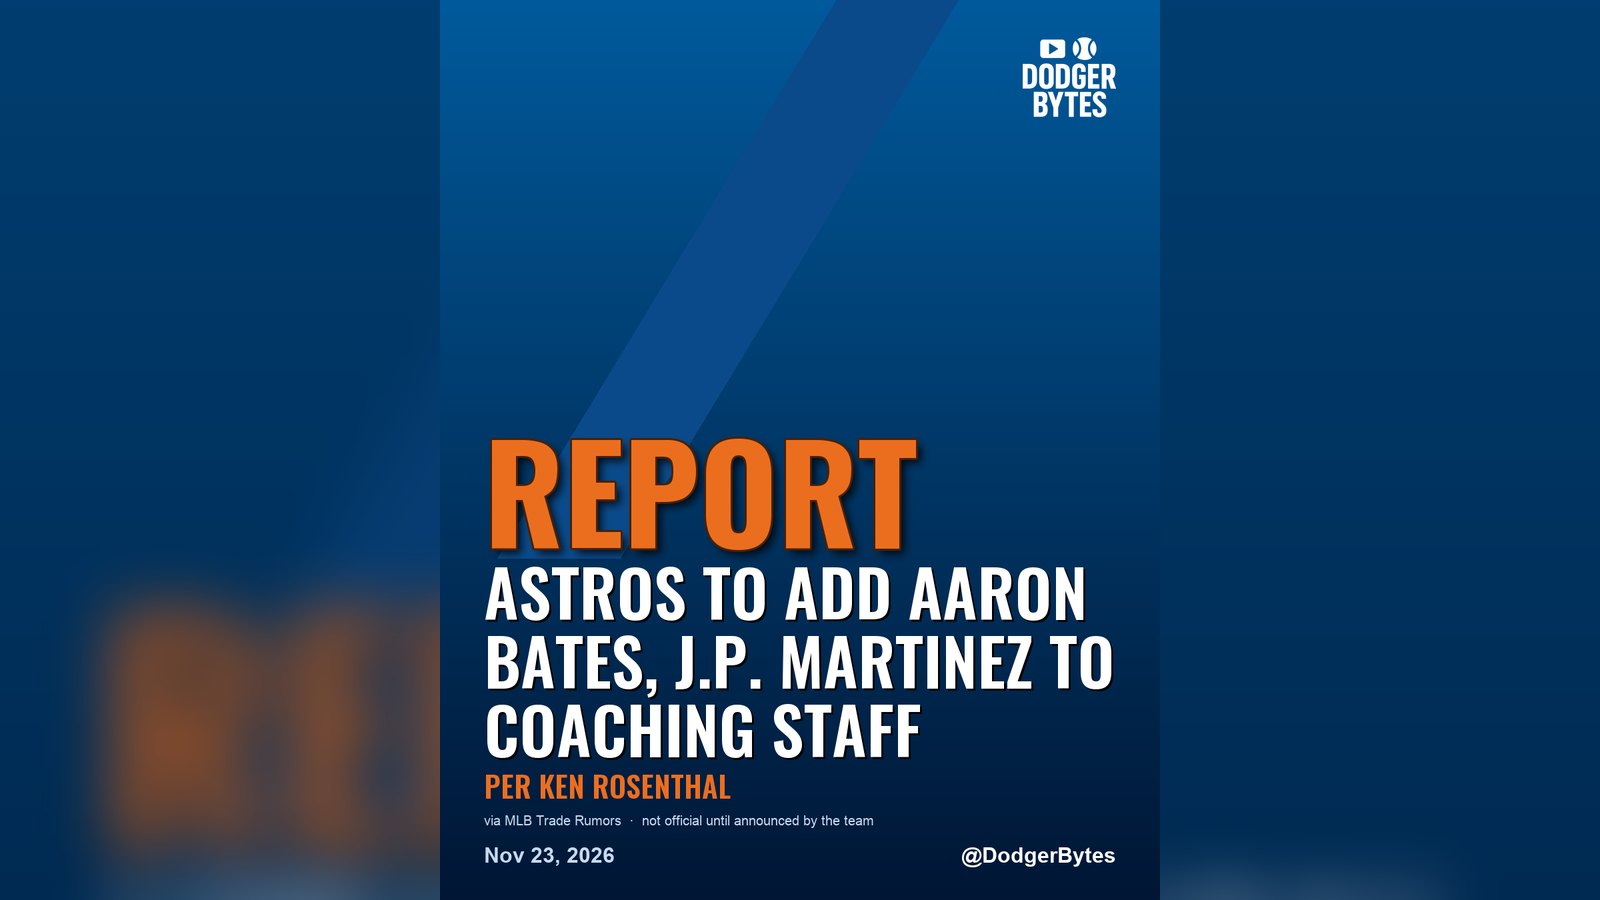 DODGER
BYTES
REPORT
ASTROS TO ADD AARON
BATES, J.P. MARTINEZ TO
COACHING STAFF
PER KEN ROSENTHAL
via MLB Trade Rumors · not official until announced by the team
Nov 23, 2026
@DodgerBytes